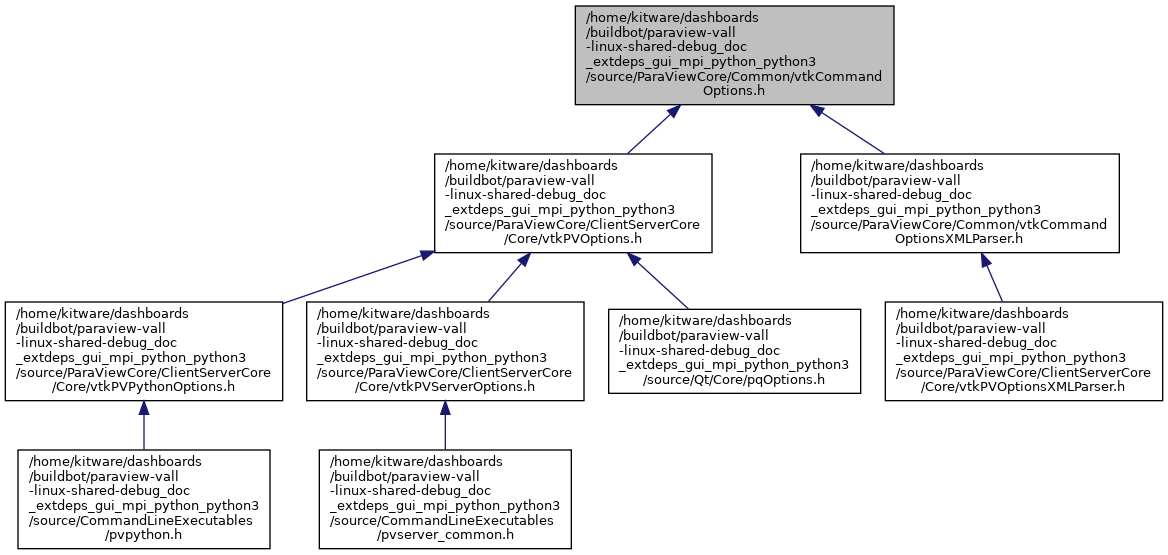 /home/kitware/dashboards
/buildbot/paraview-vall
-linux-shared-debug_doc
_extdeps_gui_mpi_python_python3
/source/ParaViewCore/Common/vtkCommand
Options.h
/home/kitware/dashboards
/buildbot/paraview-vall
-linux-shared-debug_doc
_extdeps_gui_mpi_python_python3
/source/ParaViewCore/ClientServerCore
/Core/vtkPVOptions.h
/home/kitware/dashboards
/buildbot/paraview-vall
-linux-shared-debug_doc
_extdeps_gui_mpi_python_python3
/source/ParaViewCore/Common/vtkCommand
OptionsXMLParser.h
/home/kitware/dashboards
/buildbot/paraview-vall
-linux-shared-debug_doc
_extdeps_gui_mpi_python_python3
/source/ParaViewCore/ClientServerCore
/Core/vtkPVPythonOptions.h
/home/kitware/dashboards
/buildbot/paraview-vall
-linux-shared-debug_doc
_extdeps_gui_mpi_python_python3
/source/ParaViewCore/ClientServerCore
/Core/vtkPVServerOptions.h
/home/kitware/dashboards
/buildbot/paraview-vall
-linux-shared-debug_doc
_extdeps_gui_mpi_python_python3
/source/Qt/Core/pqOptions.h
/home/kitware/dashboards
/buildbot/paraview-vall
-linux-shared-debug_doc
_extdeps_gui_mpi_python_python3
/source/ParaViewCore/ClientServerCore
/Core/vtkPVOptionsXMLParser.h
/home/kitware/dashboards
/buildbot/paraview-vall
-linux-shared-debug_doc
_extdeps_gui_mpi_python_python3
/source/CommandLineExecutables
/pvpython.h
/home/kitware/dashboards
/buildbot/paraview-vall
-linux-shared-debug_doc
_extdeps_gui_mpi_python_python3
/source/CommandLineExecutables
/pvserver_common.h